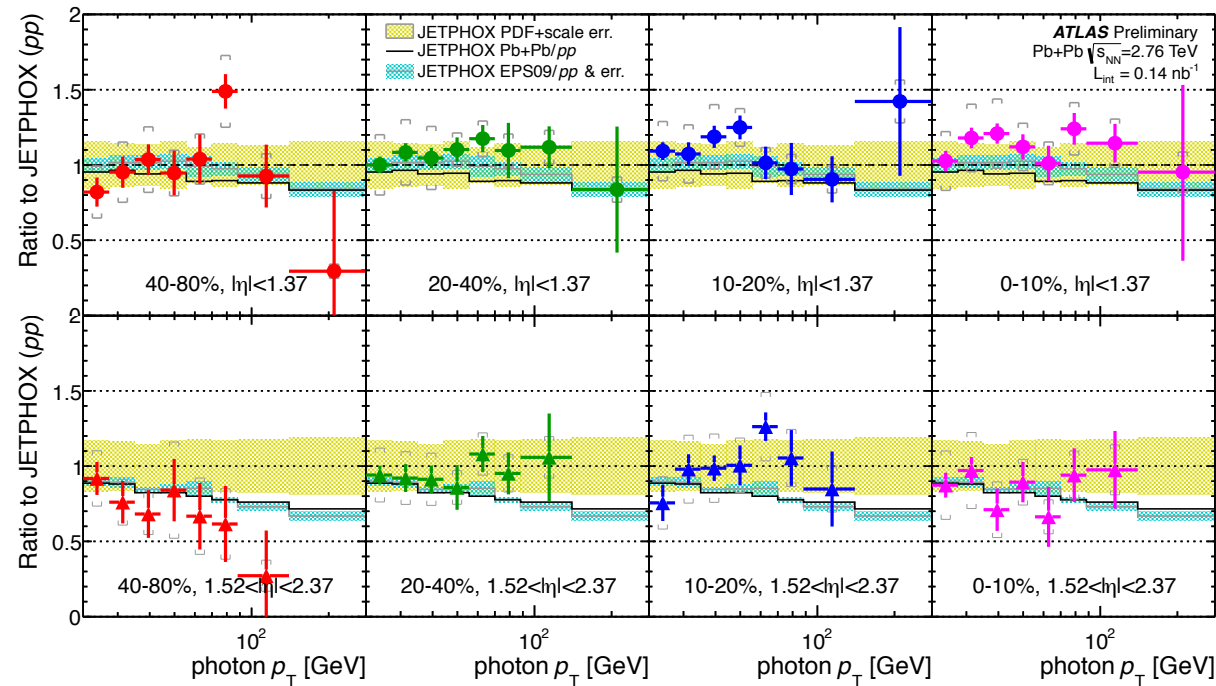 Ratio to JETPHOX (pp)
2
1.5
1
0.5
JETPHOX PDF+scale err.
JETPHOX Pb+Pb/pp
JETPHOX EPS09/pp & err.
ATLAS Preliminary
Pb+Pb √sNN=2.76 TeV
Lint = 0.14 nb-1
40-80%, |η|<1.37
20-40%, |η|<1.37
10-20%, |η|<1.37
0-10%, |η|<1.37
Ratio to JETPHOX (pp)
2
1.5
1
0.5
0
40-80%, 1.52<|η|<2.37
20-40%, 1.52<|η|<2.37
10-20%, 1.52<|η|<2.37
0-10%, 1.52<|η|<2.37
10²
10²
10²
10²
photon pT [GeV]
photon pT [GeV]
photon pT [GeV]
photon pT [GeV]